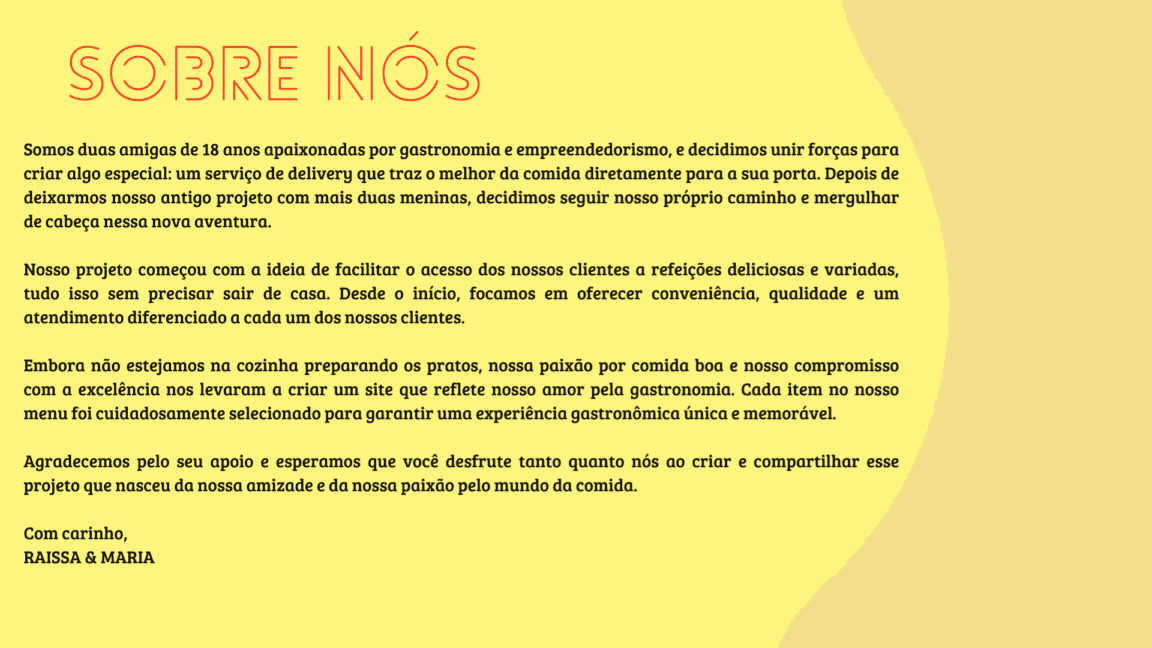 SOBRE NÓS
Somos duas amigas de 18 anos apaixonadas por gastronomia e empreendedorismo, e decidimos unir forças para
criar algo especial: um serviço de delivery que traz o melhor da comida diretamente para a sua porta. Depois de
deixarmos nosso antigo projeto com mais duas meninas, decidimos seguir nosso próprio caminho e mergulhar
de cabeça nessa nova aventura.
Nosso projeto começou com a ideia de facilitar o acesso dos nossos clientes a refeições deliciosas e variadas,
tudo isso sem precisar sair de casa. Desde o início, focamos em oferecer conveniência, qualidade e um
atendimento diferenciado a cada um dos nossos clientes.
Embora não estejamos na cozinha preparando os pratos, nossa paixão por comida boa e nosso compromisso
com a excelência nos levaram a criar um site que reflete nosso amor pela gastronomia. Cada item no nosso
menu foi cuidadosamente selecionado para garantir uma experiência gastronômica única e memorável.
Agradecemos pelo seu apoio e esperamos que você desfrute tanto quanto nós ao criar e compartilhar esse
projeto que nasceu da nossa amizade e da nossa paixão pelo mundo da comida.
Com carinho,
RAISSA & MARIA